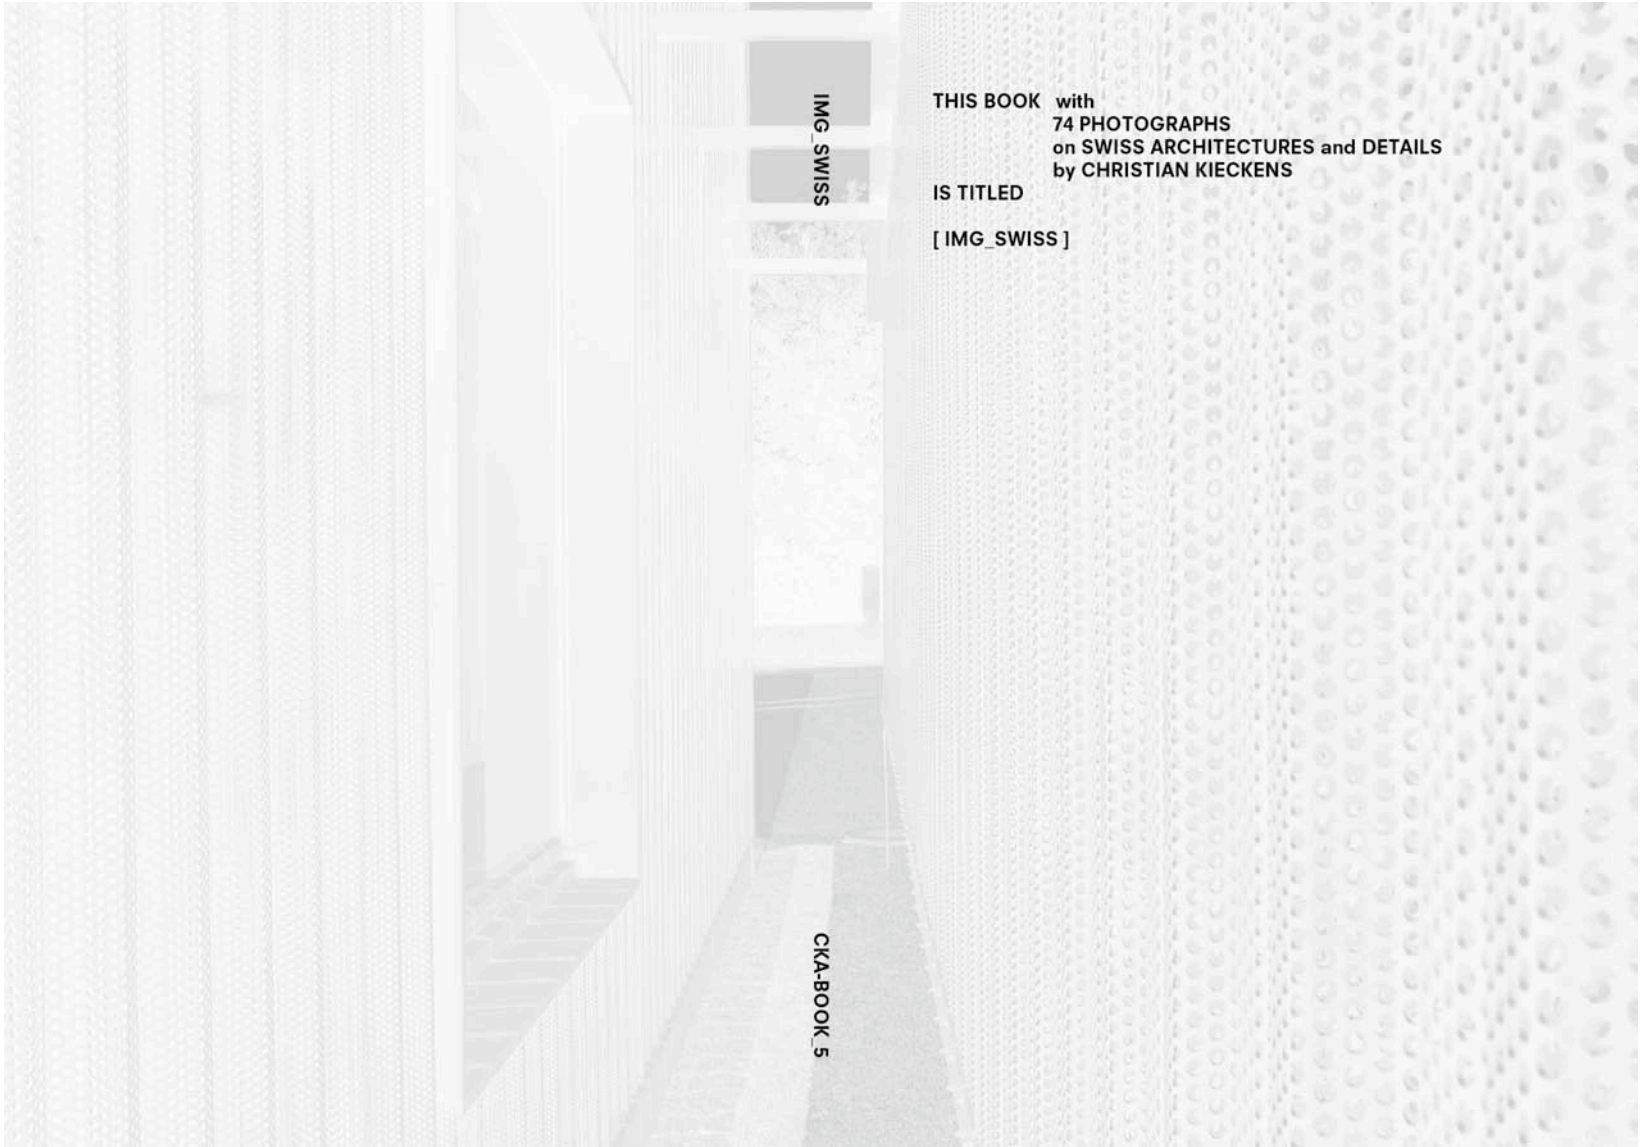 IMG_SWISS
CKA-BOOK_5
THIS BOOK with
74 PHOTOGRAPHS
on SWISS ARCHITECTURES and DETAILS
by CHRISTIAN KIECKENS
IS TITLED
[ IMG_SWISS ]